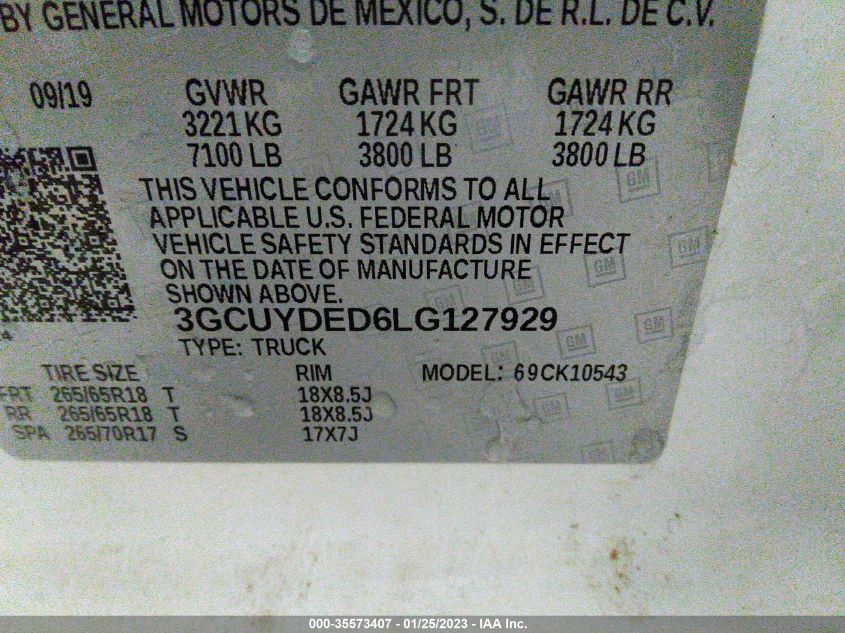 BY GENERAL MOTORS DE MEXICO, S. DE R.L. DE C.V.
09/19 GVWR GAWR FRT GAWR RR
3221 KG 1724 KG 1724 KG
7100 LB 3800 LB 3800 LB
THIS VEHICLE CONFORMS TO ALL
APPLICABLE U.S. FEDERAL MOTOR
VEHICLE SAFETY STANDARDS IN EFFECT
ON THE DATE OF MANUFACTURE
SHOWN ABOVE.
3GCUYDED6LG127929
TYPE: TRUCK
TIRE SIZE RIM MODEL: 69CK10543
FRT 265/65R18 T 18X8.5J
RR 265/65R18 T 18X8.5J
SPA 265/70R17 S 17X7J
000-35573407 - 01/25/2023 - IAA Inc.